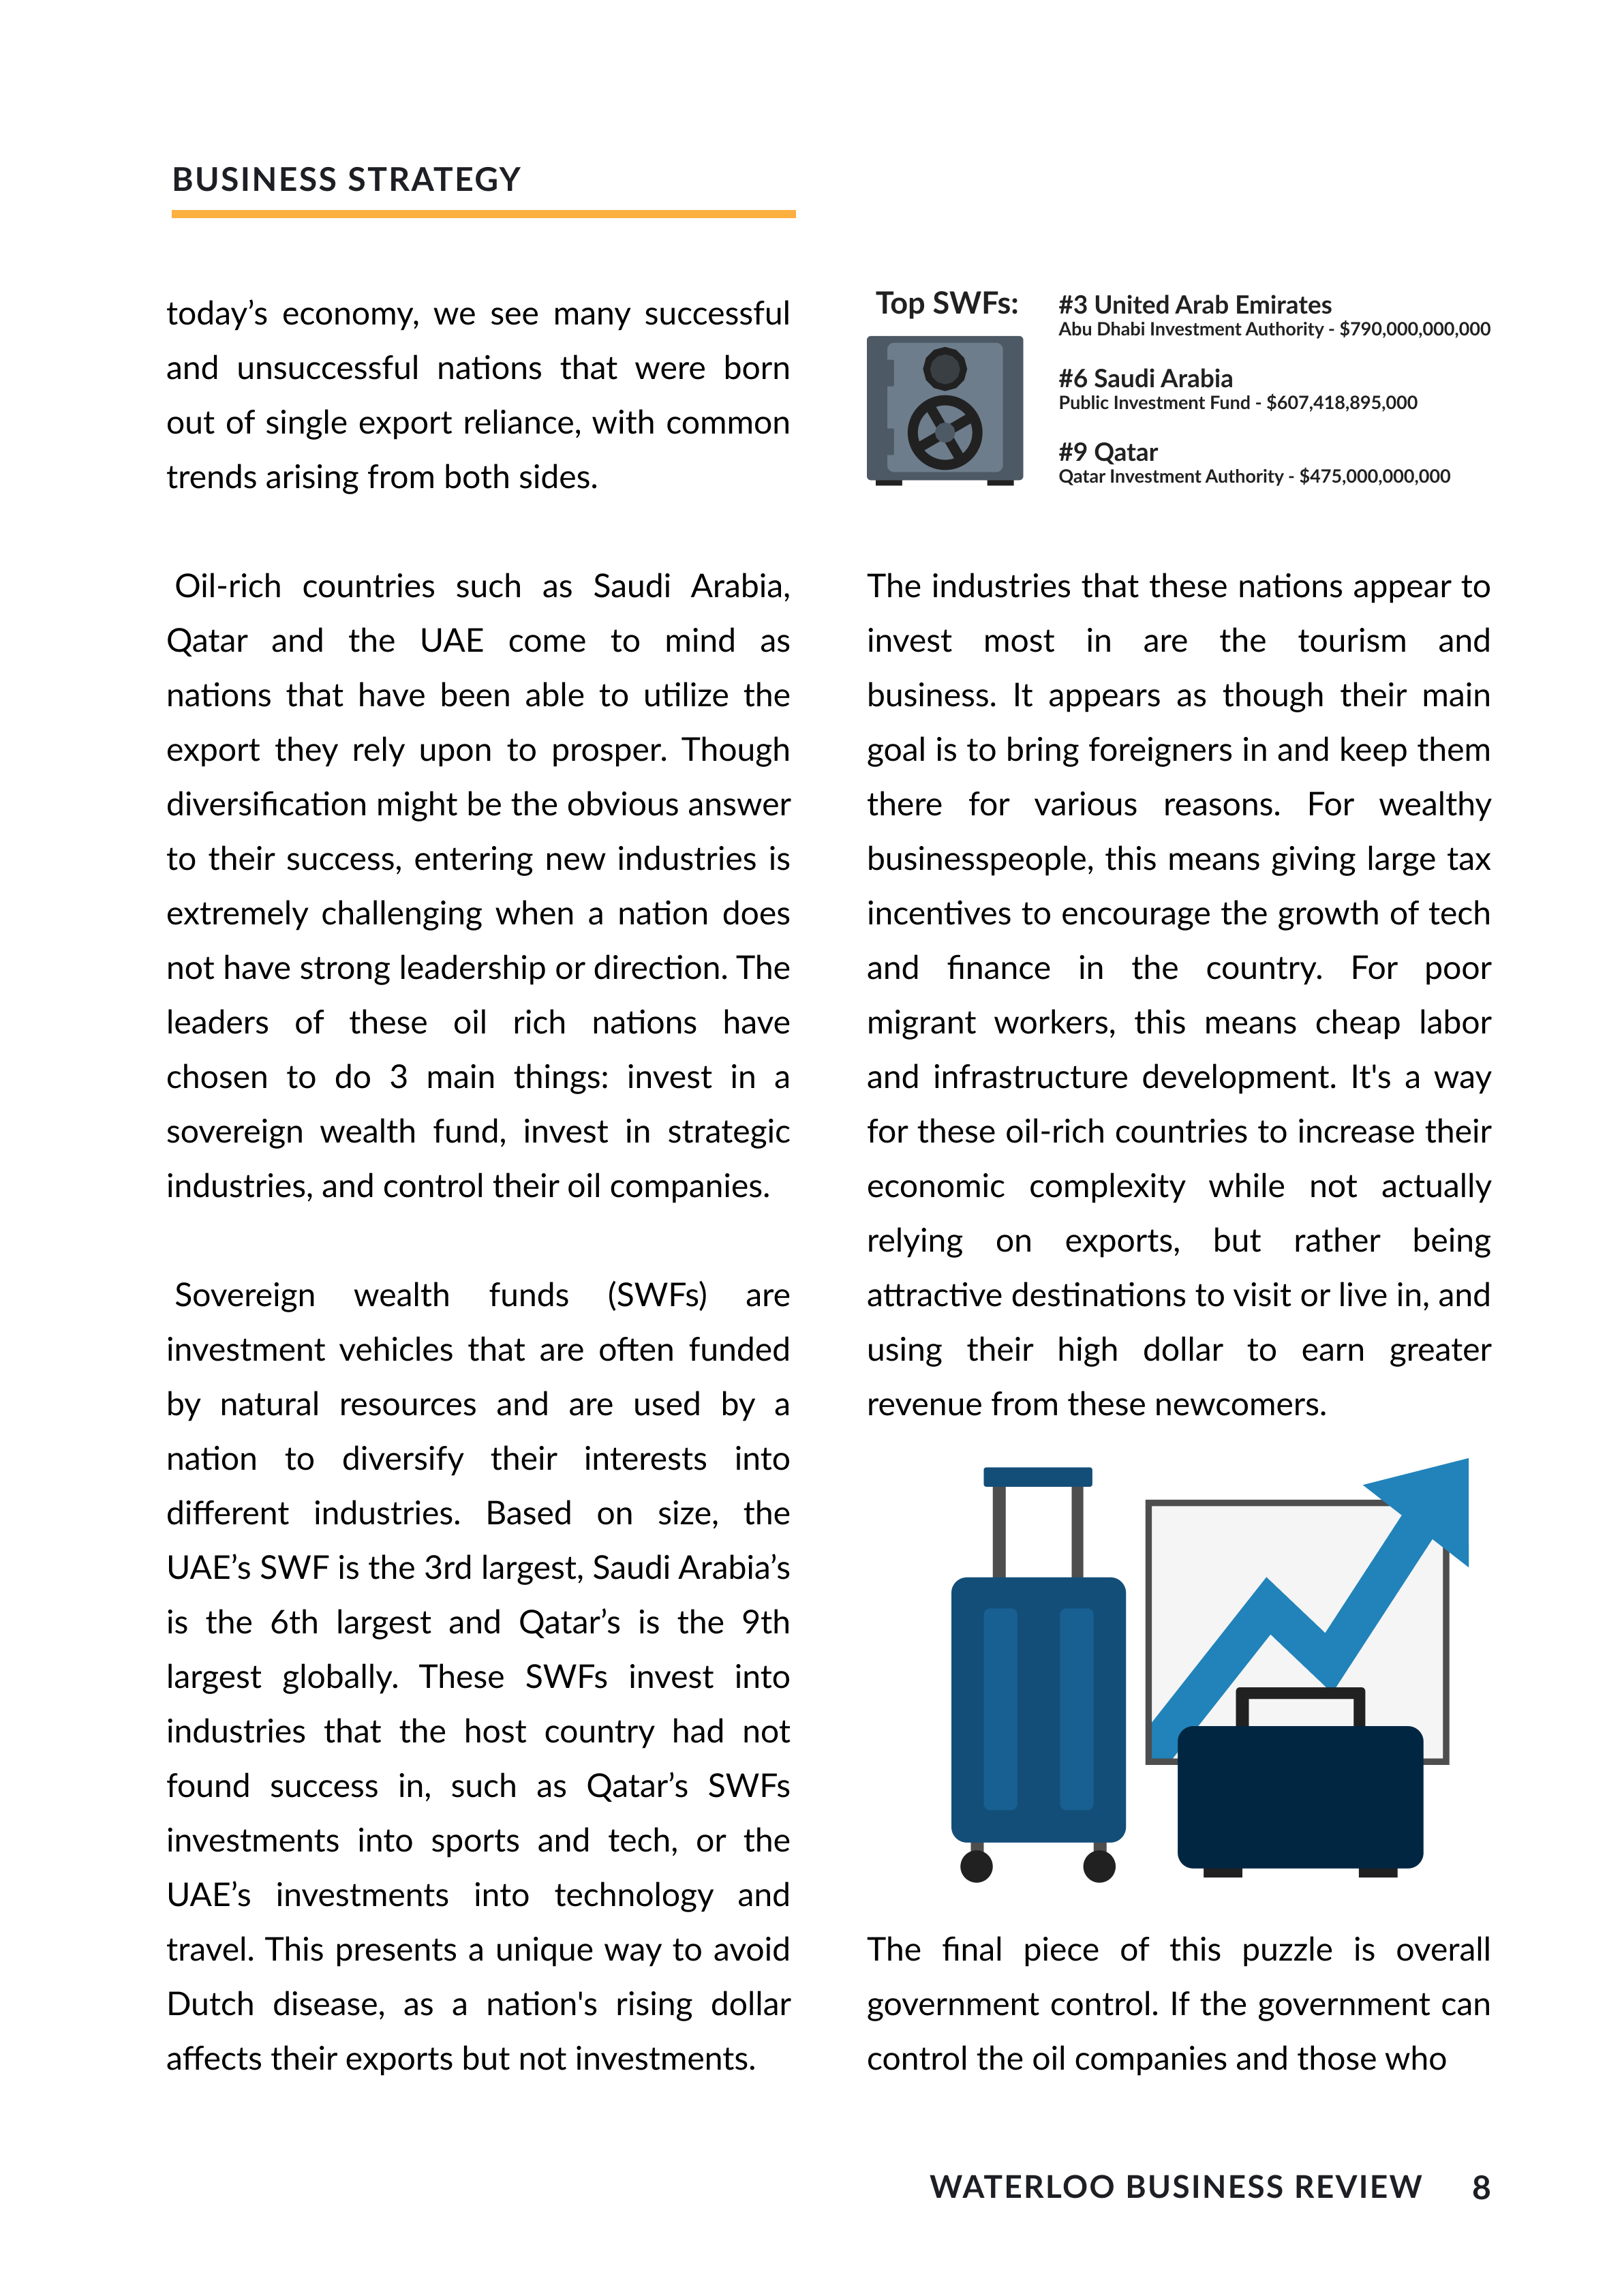 BUSINESS STRATEGY
today’s economy, we see many successful
and unsuccessful nations that were born
out of single export reliance, with common
trends arising from both sides.
Oil-rich countries such as Saudi Arabia,
Qatar and the UAE come to mind as
nations that have been able to utilize the
export they rely upon to prosper. Though
diversification might be the obvious answer
to their success, entering new industries is
extremely challenging when a nation does
not have strong leadership or direction. The
leaders of these oil rich nations have
chosen to do 3 main things: invest in a
sovereign wealth fund, invest in strategic
industries, and control their oil companies.
Sovereign wealth funds (SWFs) are
investment vehicles that are often funded
by natural resources and are used by a
nation to diversify their interests into
different industries. Based on size, the
UAE’s SWF is the 3rd largest, Saudi Arabia’s
is the 6th largest and Qatar’s is the 9th
largest globally. These SWFs invest into
industries that the host country had not
found success in, such as Qatar’s SWFs
investments into sports and tech, or the
UAE’s investments into technology and
travel. This presents a unique way to avoid
Dutch disease, as a nation's rising dollar
affects their exports but not investments.
Top SWFs:
#3 United Arab Emirates
Abu Dhabi Investment Authority - $790,000,000,000
#6 Saudi Arabia
Public Investment Fund - $607,418,895,000
#9 Qatar
Qatar Investment Authority - $475,000,000,000
The industries that these nations appear to
invest most in are the tourism and
business. It appears as though their main
goal is to bring foreigners in and keep them
there for various reasons. For wealthy
businesspeople, this means giving large tax
incentives to encourage the growth of tech
and finance in the country. For poor
migrant workers, this means cheap labor
and infrastructure development. It's a way
for these oil-rich countries to increase their
economic complexity while not actually
relying on exports, but rather being
attractive destinations to visit or live in, and
using their high dollar to earn greater
revenue from these newcomers.
The final piece of this puzzle is overall
government control. If the government can
control the oil companies and those who
WATERLOO BUSINESS REVIEW 8